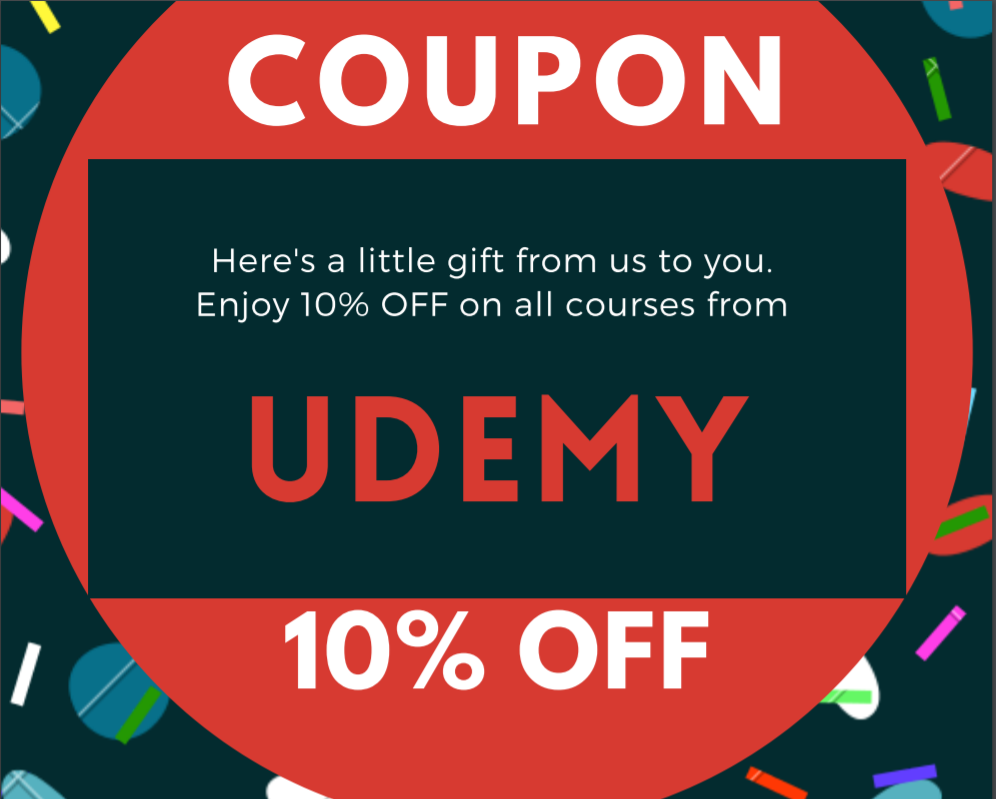 COUPON
Here's a little gift from us to you.
Enjoy 10% OFF on all courses from
UDEMY
10% OFF